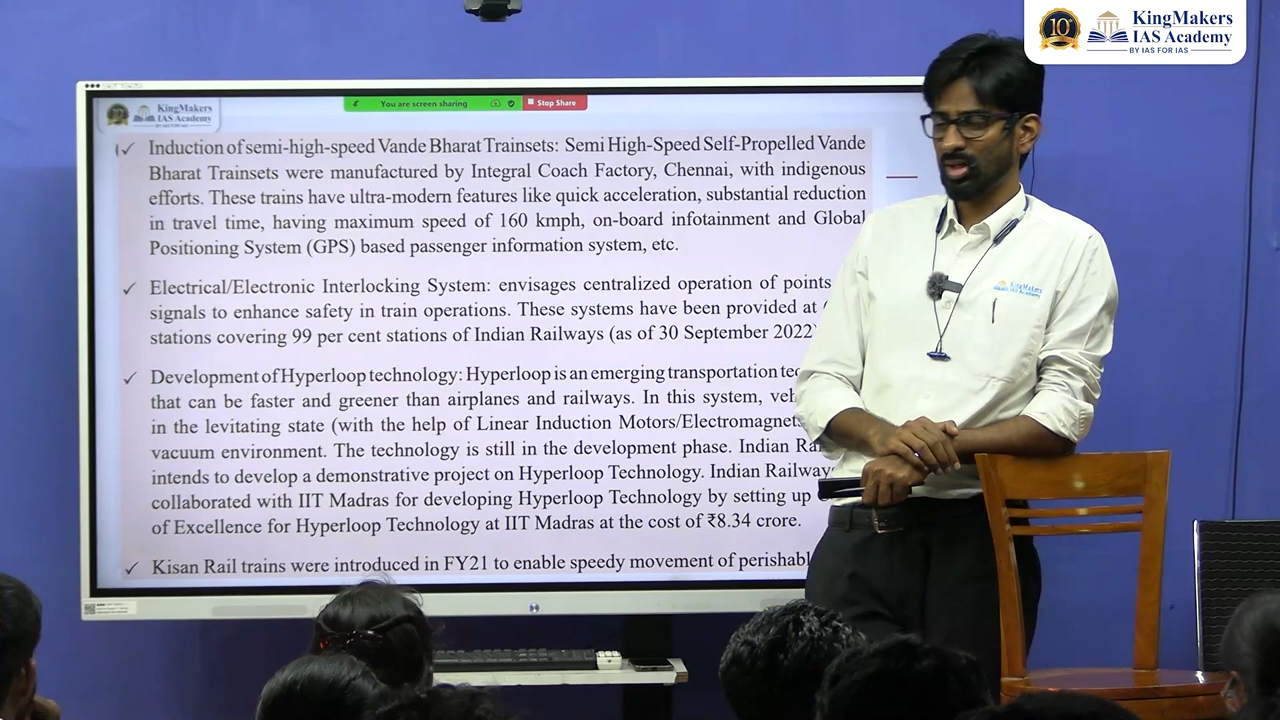 10
KingMakers
IAS Academy
BY IAS FOR IAS
You are screen sharing
Stop Share
KingMakers
IAS Academy
BY IAS FOR IAS
✓ Induction of semi-high-speed Vande Bharat Trainsets: Semi High-Speed Self-Propelled Vande
Bharat Trainsets were manufactured by Integral Coach Factory, Chennai, with indigenous
efforts. These trains have ultra-modern features like quick acceleration, substantial reduction
in travel time, having maximum speed of 160 kmph, on-board infotainment and Global
Positioning System (GPS) based passenger information system, etc.
✓ Electrical/Electronic Interlocking System: envisages centralized operation of points
signals to enhance safety in train operations. These systems have been provided at
stations covering 99 per cent stations of Indian Railways (as of 30 September 2022)
✓ Development of Hyperloop technology: Hyperloop is an emerging transportation
that can be faster and greener than airplanes and railways. In this system,
in the levitating state (with the help of Linear Induction Motors/Electromagnet
vacuum environment. The technology is still in the development phase. Indian
intends to develop a demonstrative project on Hyperloop Technology. Indian Railways
collaborated with IIT Madras for developing Hyperloop Technology by setting up
of Excellence for Hyperloop Technology at IIT Madras at the cost of ₹8.34 crore.
✓ Kisan Rail trains were introduced in FY21 to enable speedy movement of perishabl
KingMakers
IAS Academy